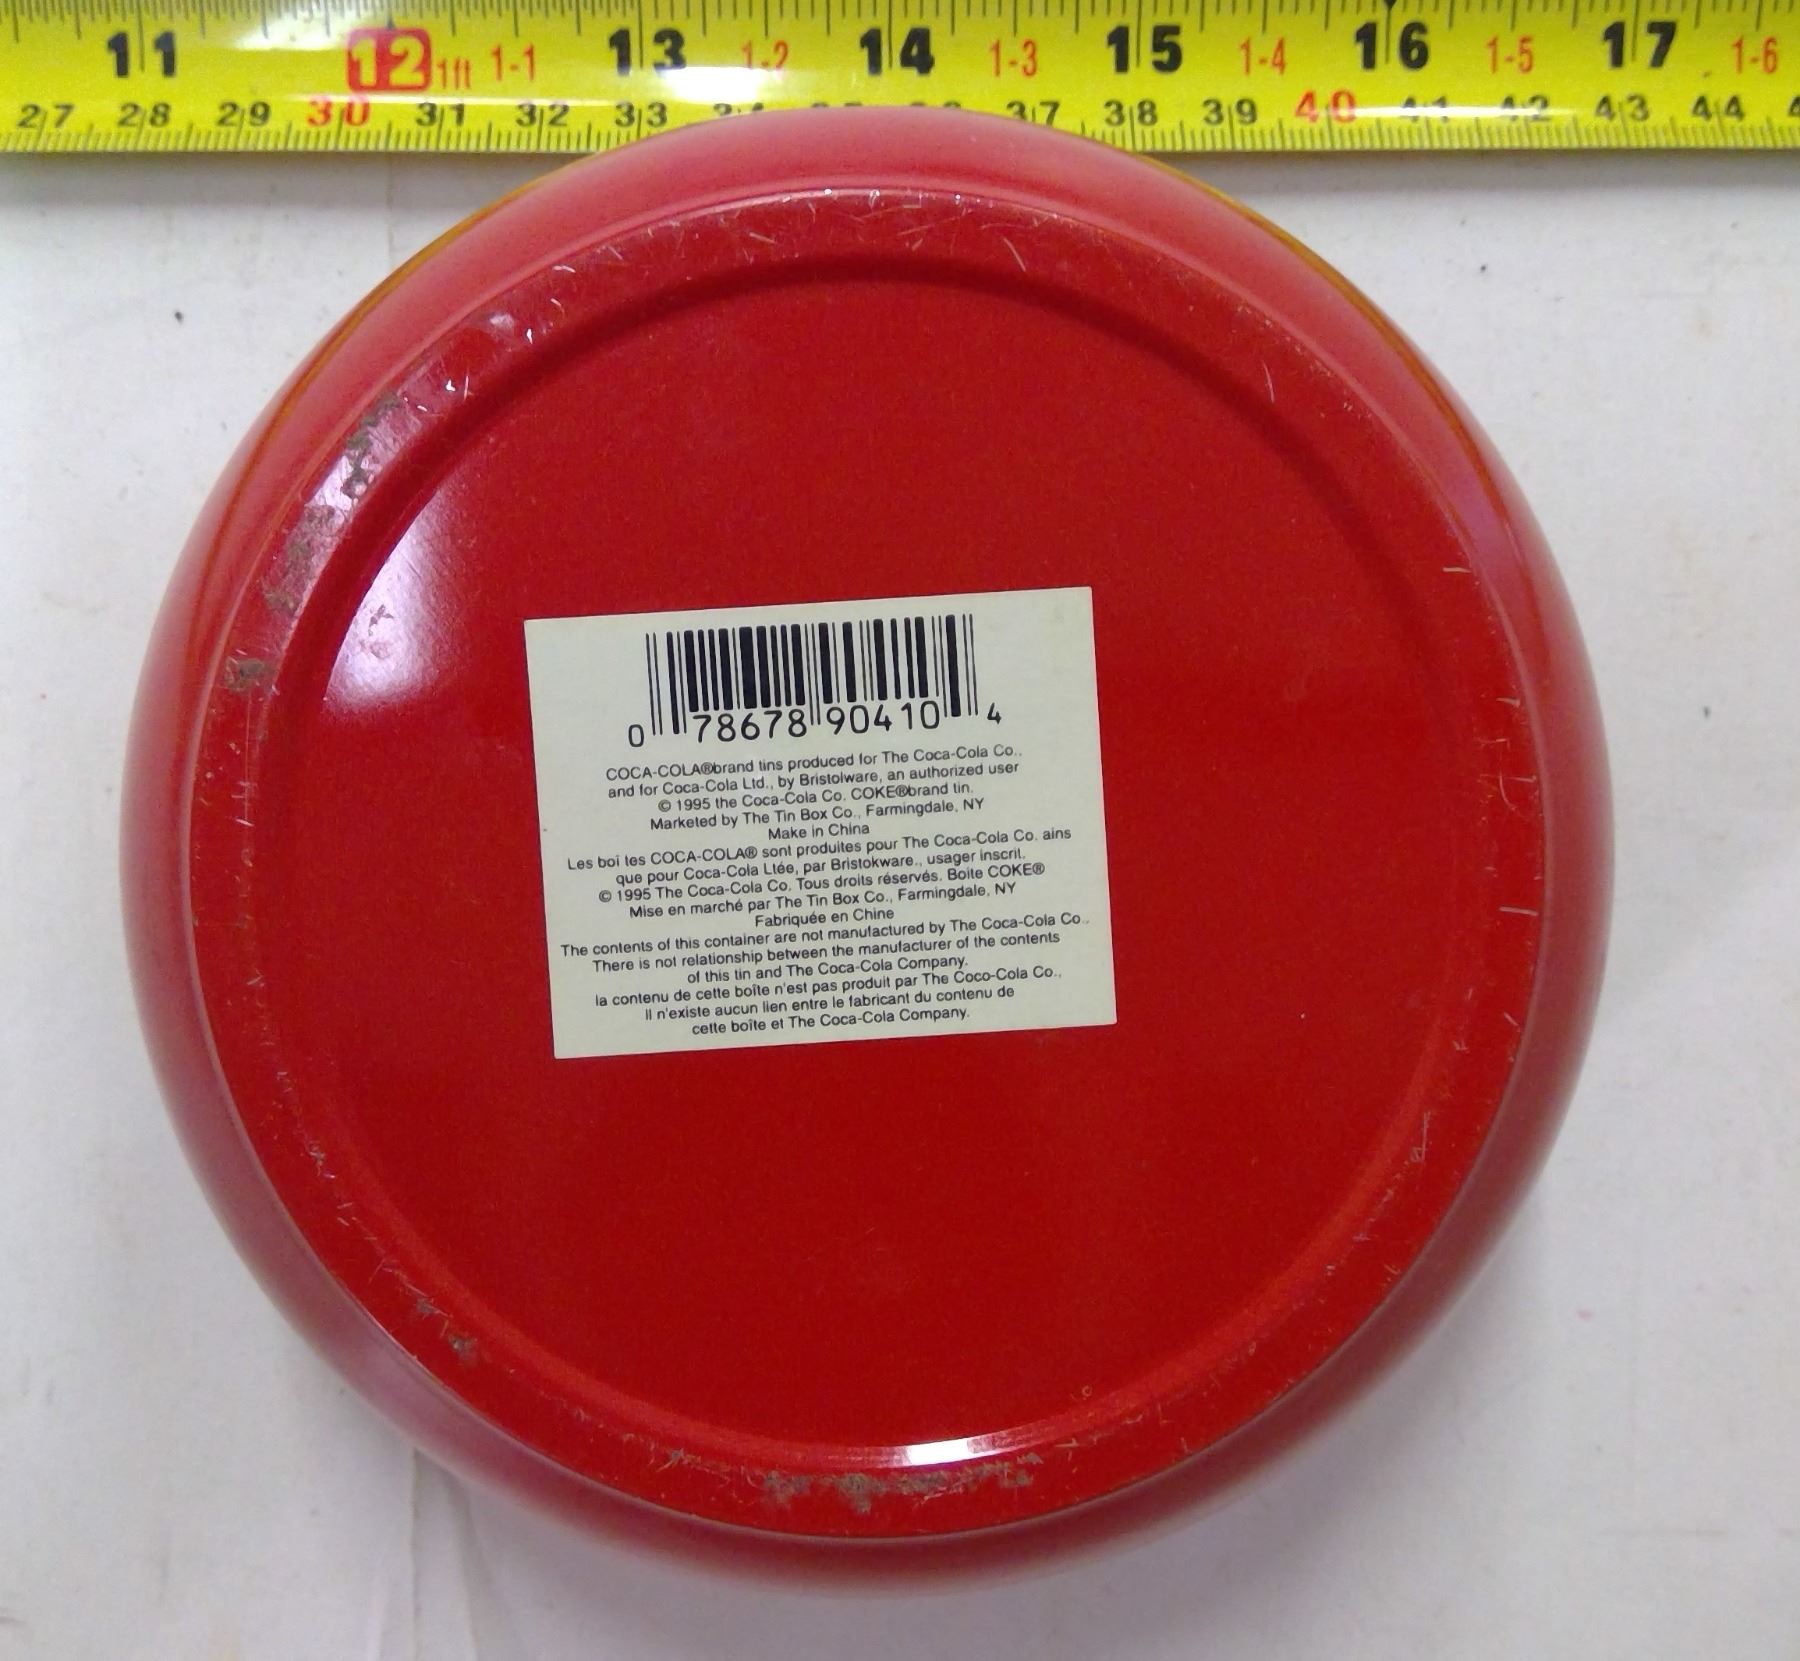 11 12 1ft 1-1 13 1-2 14 1-3 15 1-4 16 1-5 17 1-6
27 28 29 30 31 32 33 37 38 39 40 41 42 43 44
0 78678 90410 4
COCA-COLA®brand tins produced for The Coca-Cola Co.,
and for Coca-Cola Ltd., by Bristolware, an authorized user
© 1995 the Coca-Cola Co. COKE®brand tin.
Marketed by The Tin Box Co., Farmingdale, NY
Make in China
Les boî tes COCA-COLA® sont produites pour The Coca-Cola Co. ains
que pour Coca-Cola Ltée, par Bristokware., usager inscrit.
© 1995 The Coca-Cola Co. Tous droits réservés. Boite COKE®
Mise en marché par The Tin Box Co., Farmingdale, NY
Fabriquée en Chine
The contents of this container are not manufactured by The Coca-Cola Co.,
There is not relationship between the manufacturer of the contents
of this tin and The Coca-Cola Company.
la contenu de cette boîte n'est pas produit par The Coco-Cola Co.,
Il n'existe aucun lien entre le fabricant du contenu de
cette boîte et The Coca-Cola Company.